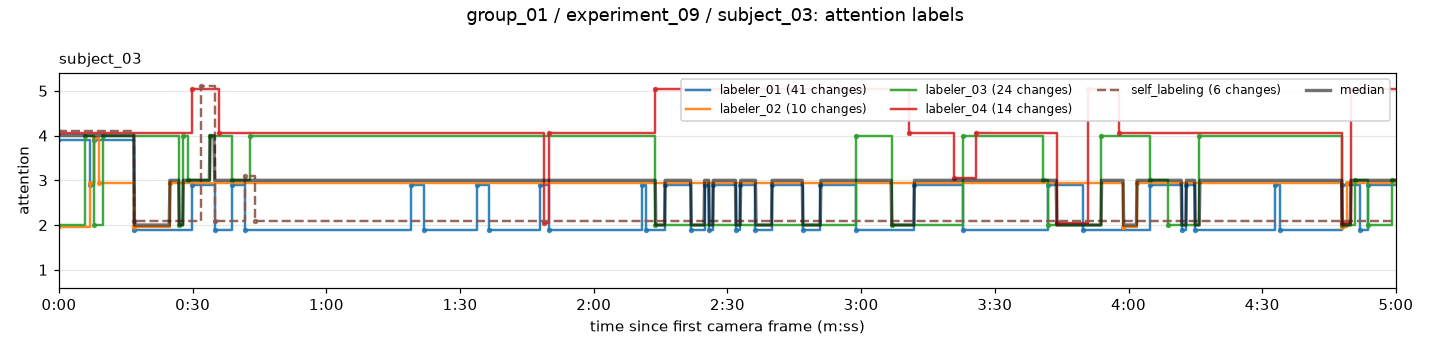 group_01 / experiment_09 / subject_03: attention labels
subject_03
labeler_01 (41 changes)
labeler_02 (10 changes)
labeler_03 (24 changes)
labeler_04 (14 changes)
self_labeling (6 changes)
median
attention
5
4
3
2
1
0:00 0:30 1:00 1:30 2:00 2:30 3:00 3:30 4:00 4:30 5:00
time since first camera frame (m:ss)